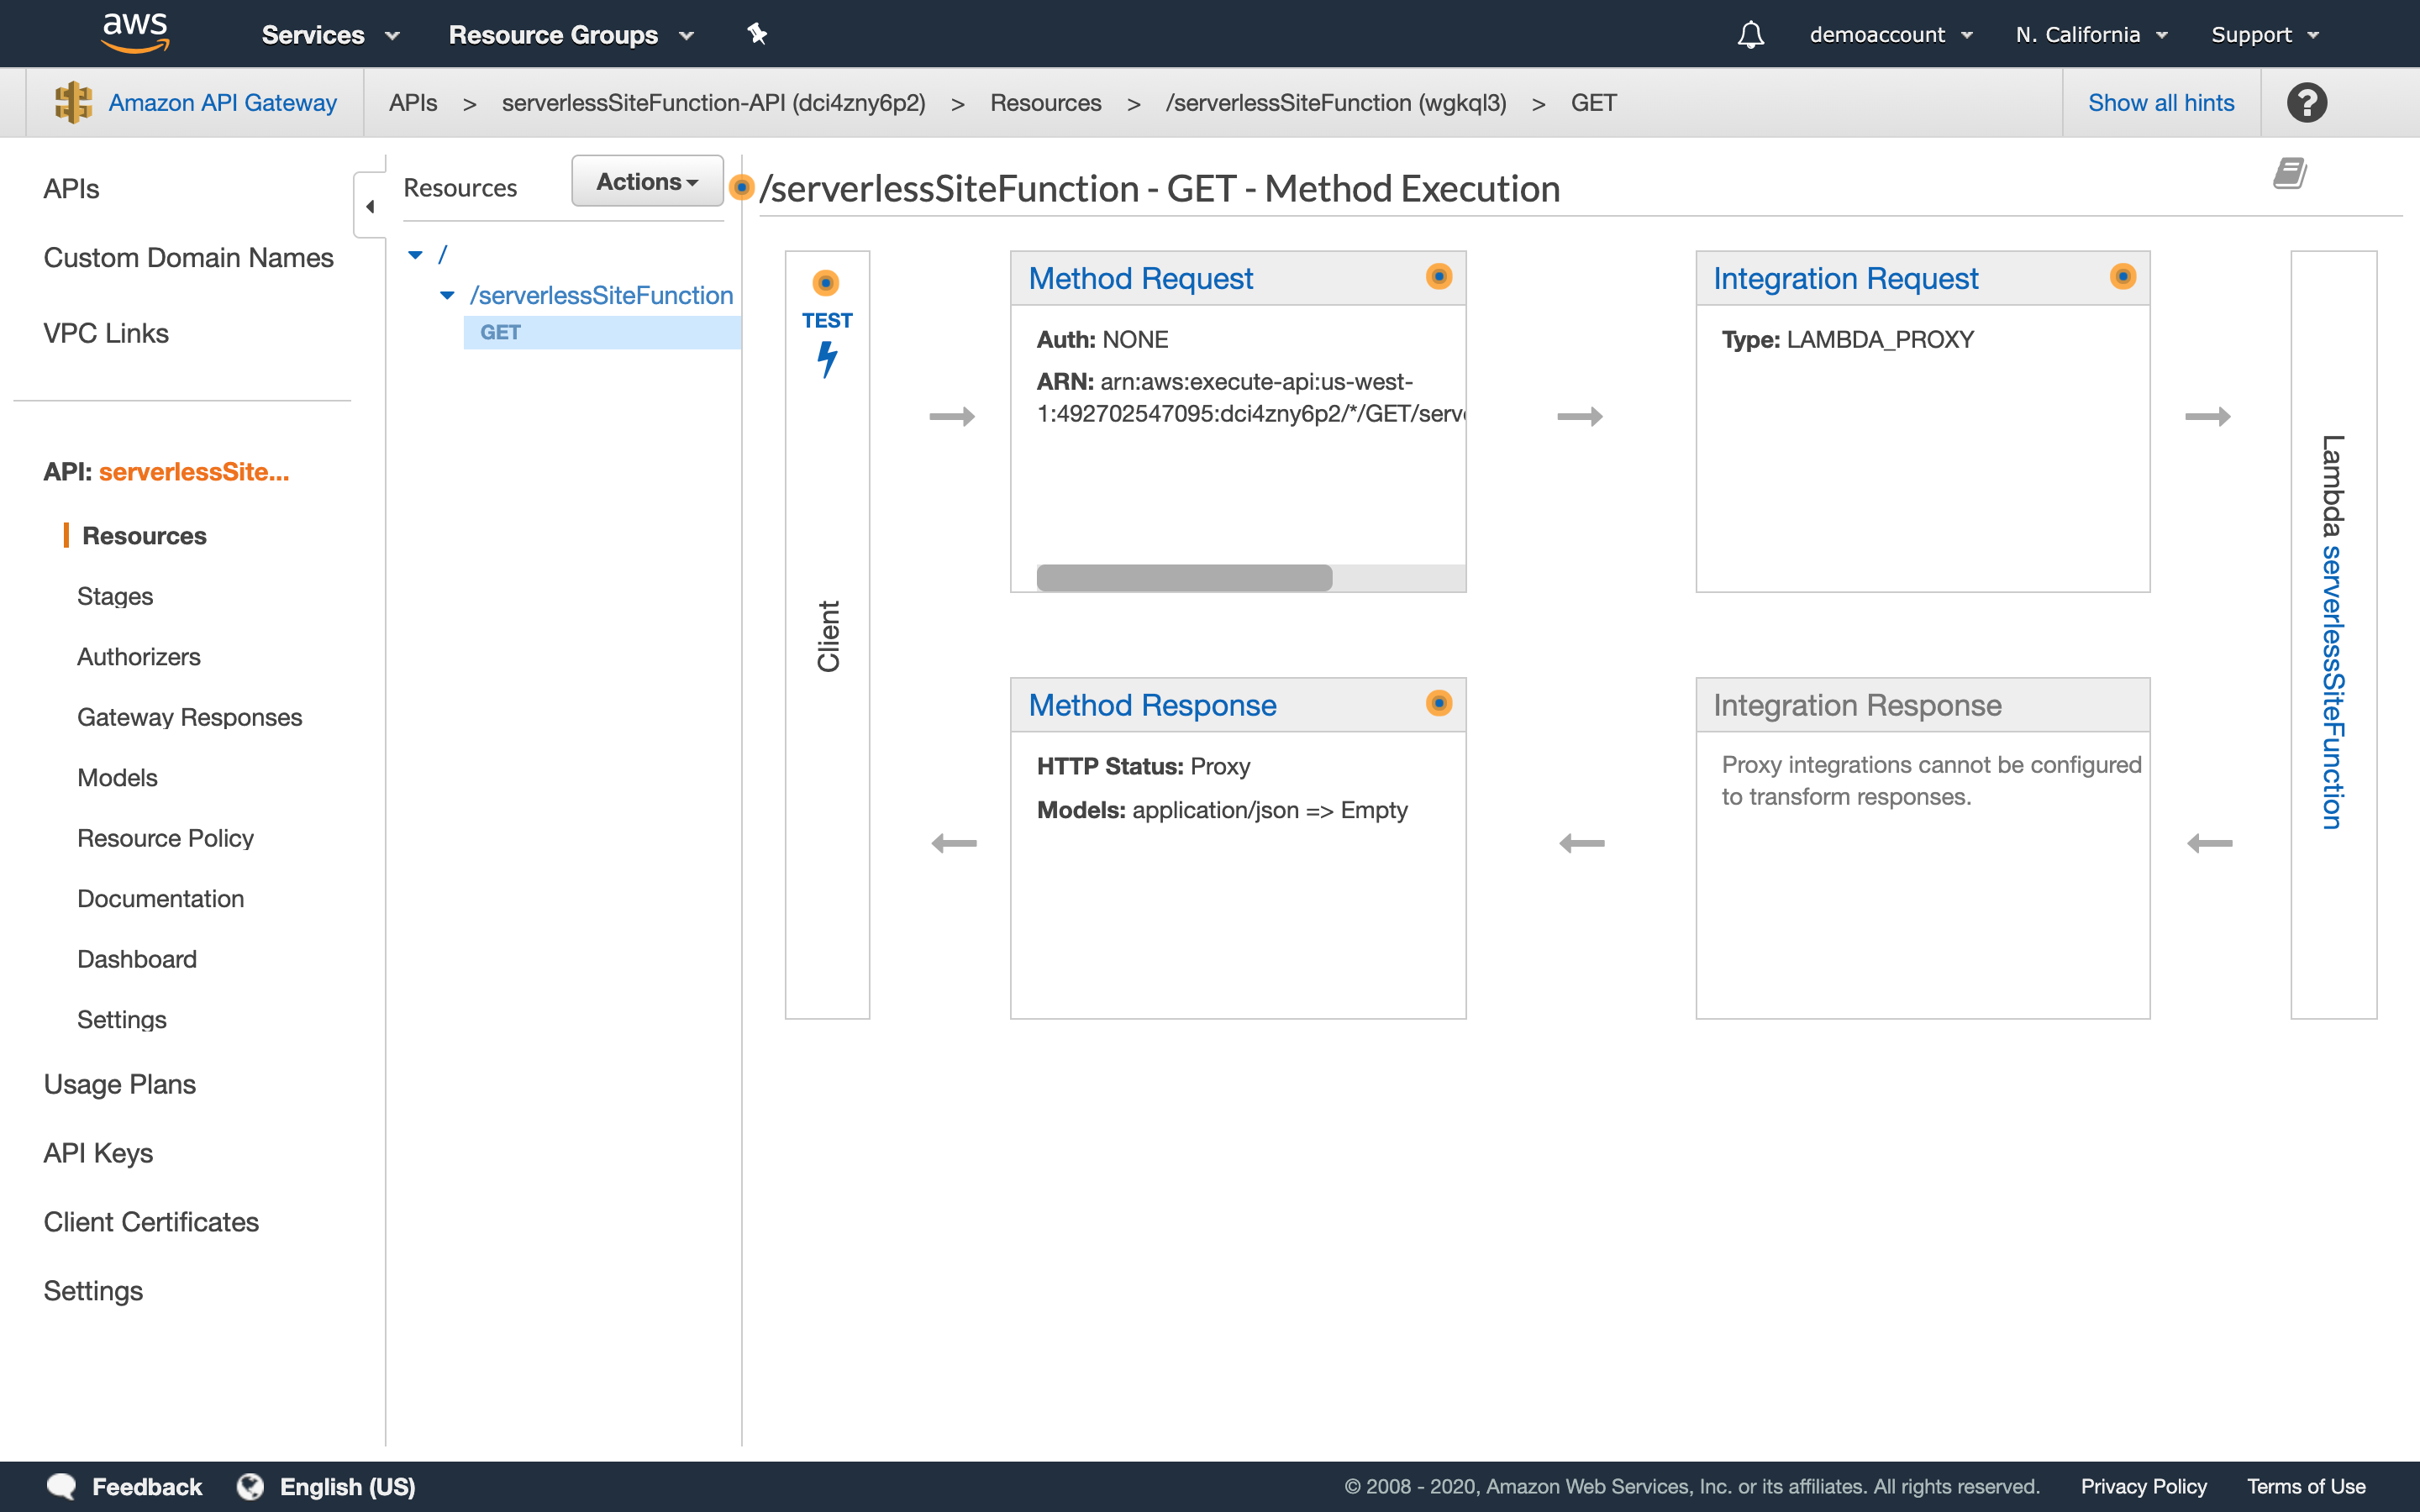 aws
Services
Resource Groups
demoaccount
N. California
Support
Amazon API Gateway
APIs > serverlessSiteFunction-API (dci4zny6p2) > Resources > /serverlessSiteFunction (wgkql3) > GET
Show all hints
?
APIs
Custom Domain Names
VPC Links
API: serverlessSite...
Resources
Stages
Authorizers
Gateway Responses
Models
Resource Policy
Documentation
Dashboard
Settings
Usage Plans
API Keys
Client Certificates
Settings
Resources
Actions
/
/serverlessSiteFunction
GET
/serverlessSiteFunction - GET - Method Execution
TEST
Client
Method Request
Auth: NONE
ARN: arn:aws:execute-api:us-west-
1:492702547095:dci4zny6p2/*/GET/serve
Integration Request
Type: LAMBDA_PROXY
Lambda serverlessSiteFunction
Method Response
HTTP Status: Proxy
Models: application/json => Empty
Integration Response
Proxy integrations cannot be configured
to transform responses.
Feedback
English (US)
© 2008 - 2020, Amazon Web Services, Inc. or its affiliates. All rights reserved.
Privacy Policy
Terms of Use